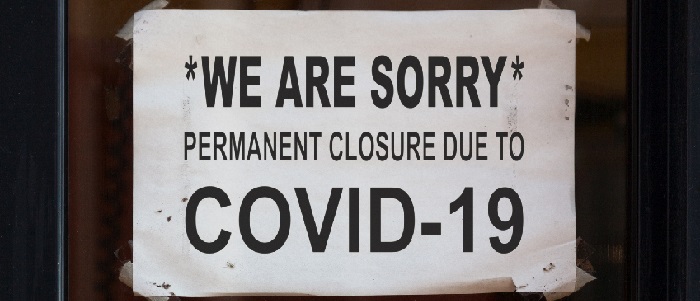 *WE ARE SORRY*
PERMANENT CLOSURE DUE TO
COVID-19